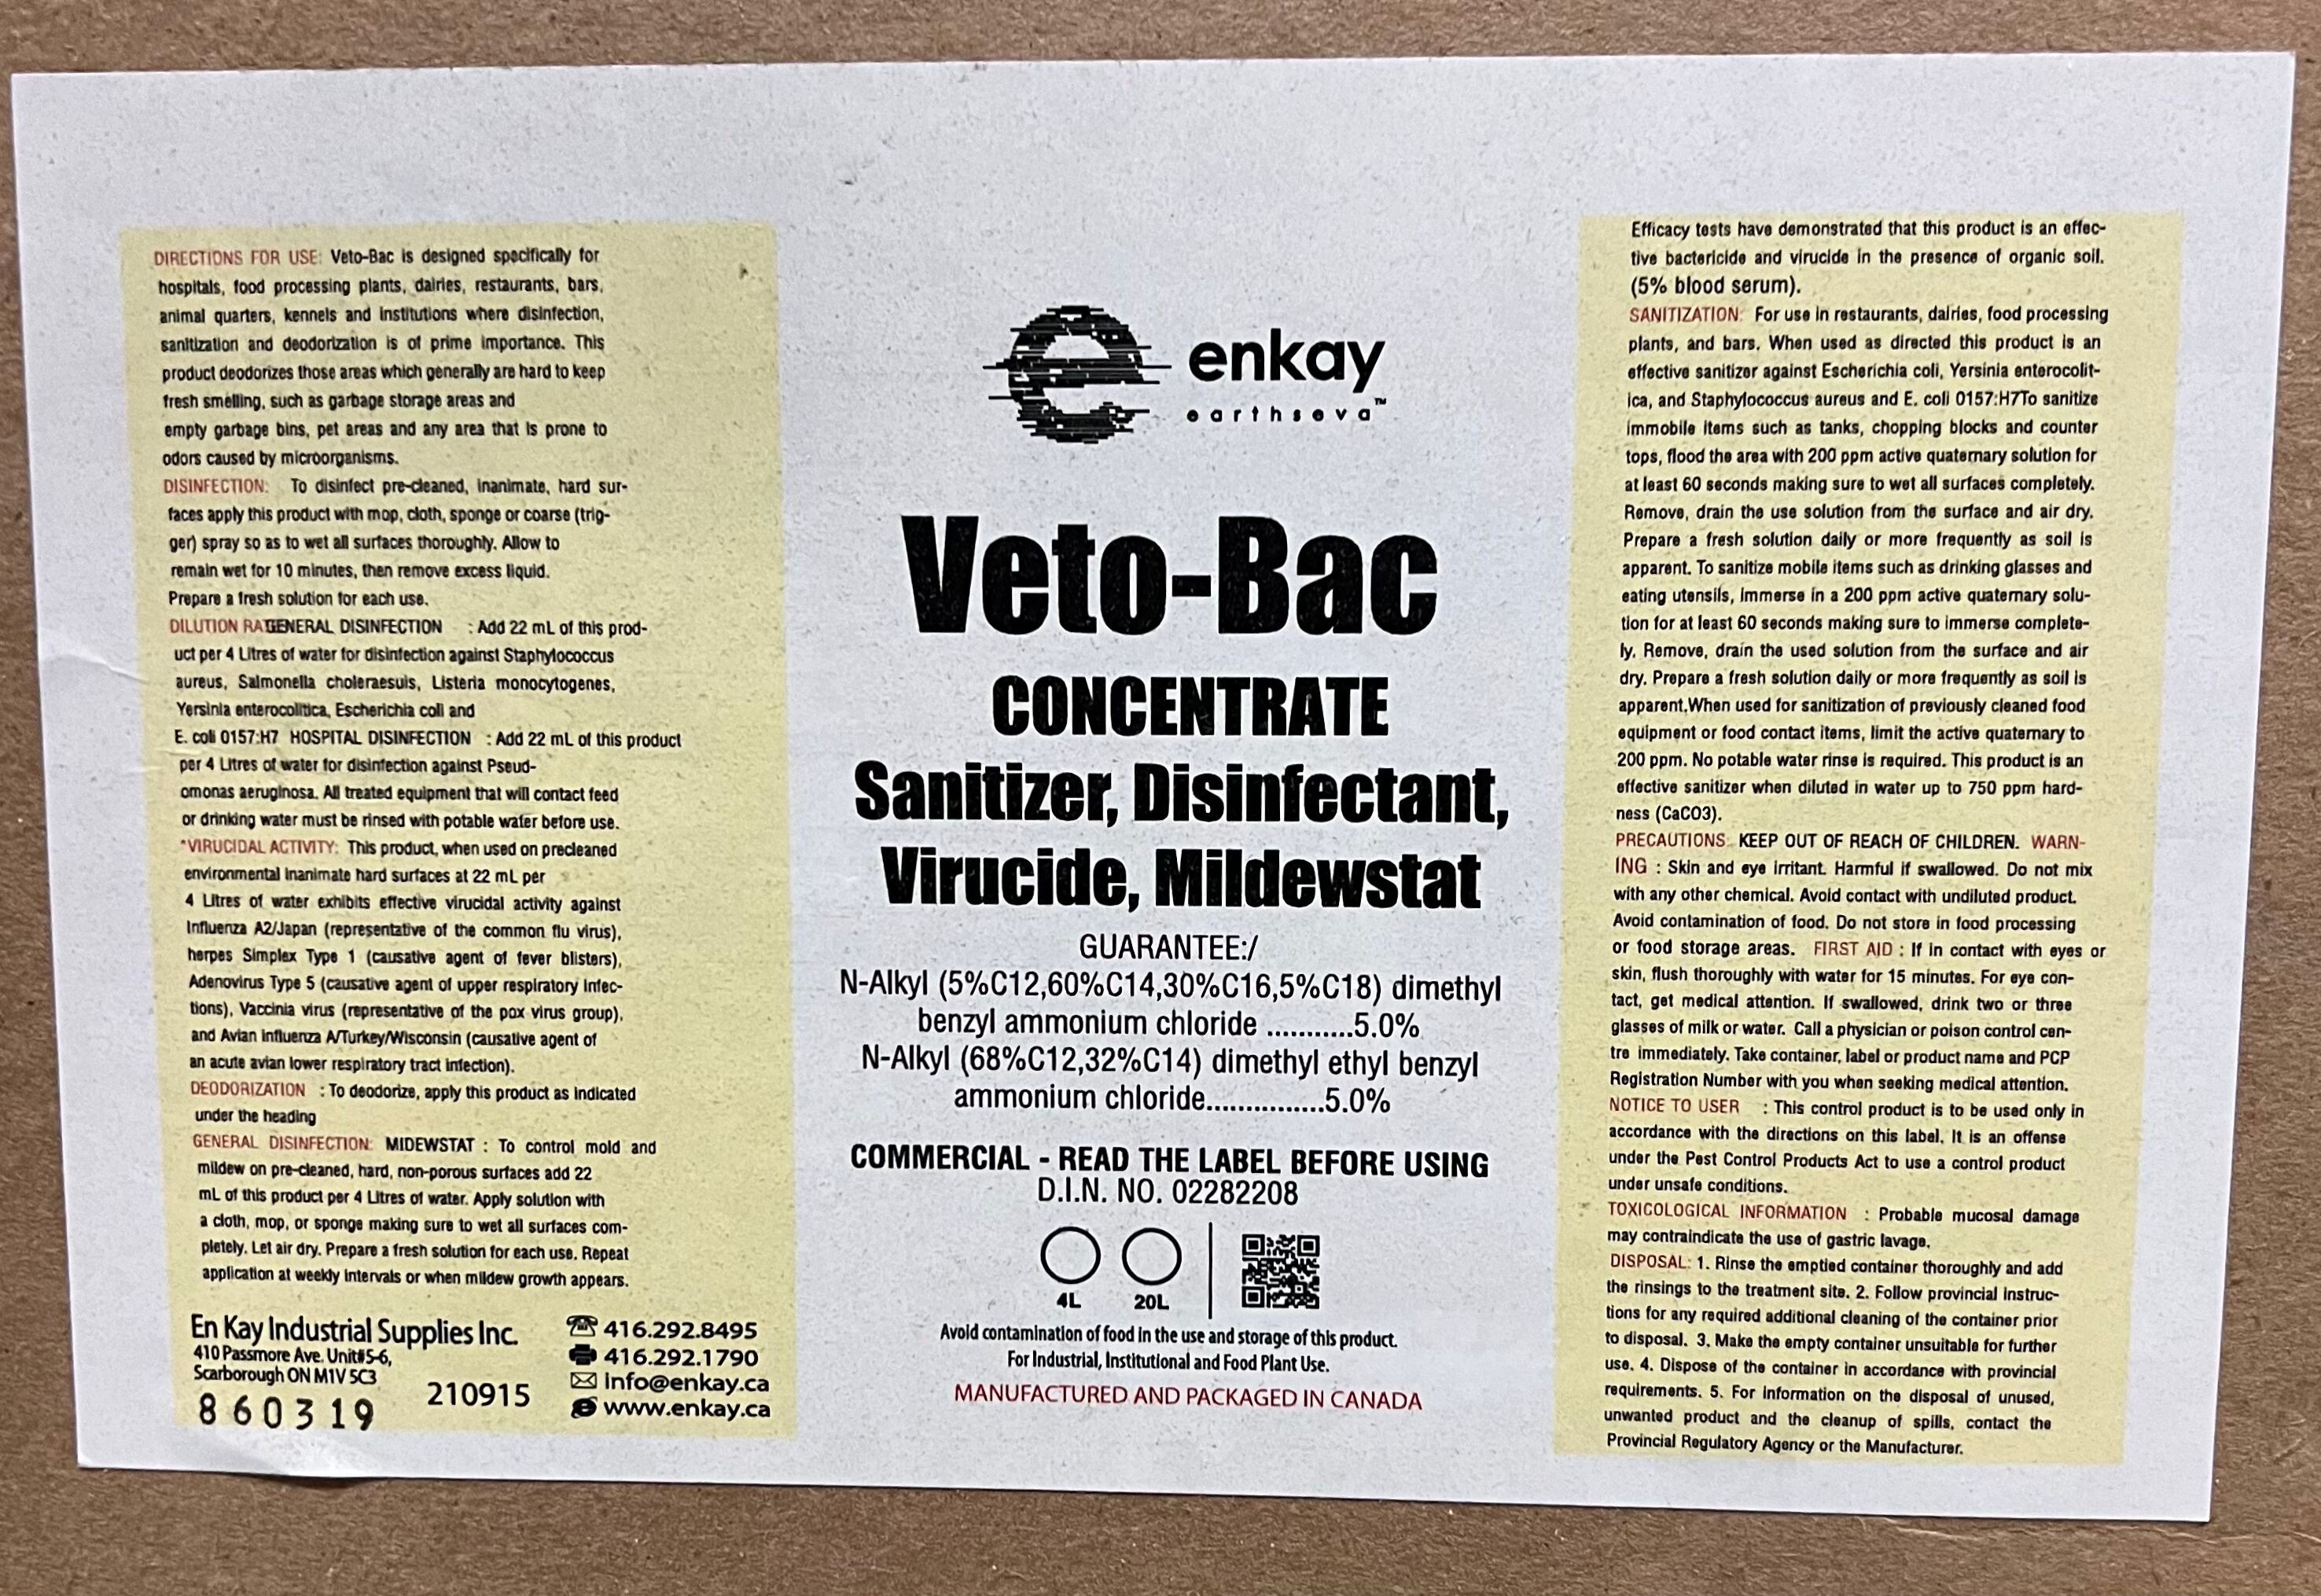 DIRECTIONS FOR USE: Veto-Bac is designed specifically for
hospitals, food processing plants, dairies, restaurants, bars,
animal quarters, kennels and institutions where disinfection,
sanitization and deodorization is of prime importance. This
product deodorizes those areas which generally are hard to keep
fresh smelling, such as garbage storage areas and
empty garbage bins, pet areas and any area that is prone to
odors caused by microorganisms.
DISINFECTION: To disinfect pre-cleaned, inanimate, hard sur-
faces apply this product with mop, cloth, sponge or coarse (trig-
ger) spray so as to wet all surfaces thoroughly. Allow to
remain wet for 10 minutes, then remove excess liquid.
Prepare a fresh solution for each use.
DILUTION RATGENERAL DISINFECTION : Add 22 mL of this prod-
uct per 4 Litres of water for disinfection against Staphylococcus
aureus, Salmonella choleraesuis, Listeria monocytogenes,
Yersinia enterocolitica, Escherichia coli and
E. coli 0157:H7 HOSPITAL DISINFECTION : Add 22 mL of this product
per 4 Litres of water for disinfection against Pseud-
omonas aeruginosa. All treated equipment that will contact feed
or drinking water must be rinsed with potable water before use.
*VIRUCIDAL ACTIVITY: This product, when used on precleaned
environmental inanimate hard surfaces at 22 mL per
4 Litres of water exhibits effective virucidal activity against
Influenza A2/Japan (representative of the common flu virus),
herpes Simplex Type 1 (causative agent of fever blisters),
Adenovirus Type 5 (causative agent of upper respiratory infec-
tions), Vaccinia virus (representative of the pox virus group),
and Avian influenza A/Turkey/Wisconsin (causative agent of
an acute avian lower respiratory tract infection).
DEODORIZATION : To deodorize, apply this product as indicated
under the heading
GENERAL DISINFECTION: MIDEWSTAT : To control mold and
mildew on pre-cleaned, hard, non-porous surfaces add 22
mL of this product per 4 Litres of water. Apply solution with
a cloth, mop, or sponge making sure to wet all surfaces com-
pletely. Let air dry. Prepare a fresh solution for each use. Repeat
application at weekly intervals or when mildew growth appears.
En Kay Industrial Supplies Inc.
410 Passmore Ave. Unit#5-6,
Scarborough ON M1V 5C3
860319
210915
416.292.8495
416.292.1790
info@enkay.ca
www.enkay.ca
enkay
earthseva™
Veto-Bac
CONCENTRATE
Sanitizer, Disinfectant,
Virucide, Mildewstat
GUARANTEE:/
N-Alkyl (5%C12,60%C14,30%C16,5%C18) dimethyl
benzyl ammonium chloride ...........5.0%
N-Alkyl (68%C12,32%C14) dimethyl ethyl benzyl
ammonium chloride...............5.0%
COMMERCIAL - READ THE LABEL BEFORE USING
D.I.N. NO. 02282208
4L 20L
Avoid contamination of food in the use and storage of this product.
For Industrial, Institutional and Food Plant Use.
MANUFACTURED AND PACKAGED IN CANADA
Efficacy tests have demonstrated that this product is an effec-
tive bactericide and virucide in the presence of organic soil.
(5% blood serum).
SANITIZATION: For use in restaurants, dairies, food processing
plants, and bars. When used as directed this product is an
effective sanitizer against Escherichia coli, Yersinia enterocolit-
ica, and Staphylococcus aureus and E. coli 0157:H7To sanitize
immobile items such as tanks, chopping blocks and counter
tops, flood the area with 200 ppm active quaternary solution for
at least 60 seconds making sure to wet all surfaces completely.
Remove, drain the use solution from the surface and air dry.
Prepare a fresh solution daily or more frequently as soil is
apparent. To sanitize mobile items such as drinking glasses and
eating utensils, immerse in a 200 ppm active quaternary solu-
tion for at least 60 seconds making sure to immerse complete-
ly. Remove, drain the used solution from the surface and air
dry. Prepare a fresh solution daily or more frequently as soil is
apparent.When used for sanitization of previously cleaned food
equipment or food contact items, limit the active quaternary to
200 ppm. No potable water rinse is required. This product is an
effective sanitizer when diluted in water up to 750 ppm hard-
ness (CaCO3).
PRECAUTIONS: KEEP OUT OF REACH OF CHILDREN. WARN-
ING : Skin and eye irritant. Harmful if swallowed. Do not mix
with any other chemical. Avoid contact with undiluted product.
Avoid contamination of food. Do not store in food processing
or food storage areas. FIRST AID : If in contact with eyes or
skin, flush thoroughly with water for 15 minutes. For eye con-
tact, get medical attention. If swallowed, drink two or three
glasses of milk or water. Call a physician or poison control cen-
tre immediately. Take container, label or product name and PCP
Registration Number with you when seeking medical attention.
NOTICE TO USER : This control product is to be used only in
accordance with the directions on this label. It is an offense
under the Pest Control Products Act to use a control product
under unsafe conditions.
TOXICOLOGICAL INFORMATION : Probable mucosal damage
may contraindicate the use of gastric lavage.
DISPOSAL: 1. Rinse the emptied container thoroughly and add
the rinsings to the treatment site. 2. Follow provincial instruc-
tions for any required additional cleaning of the container prior
to disposal. 3. Make the empty container unsuitable for further
use. 4. Dispose of the container in accordance with provincial
requirements. 5. For information on the disposal of unused,
unwanted product and the cleanup of spills, contact the
Provincial Regulatory Agency or the Manufacturer.